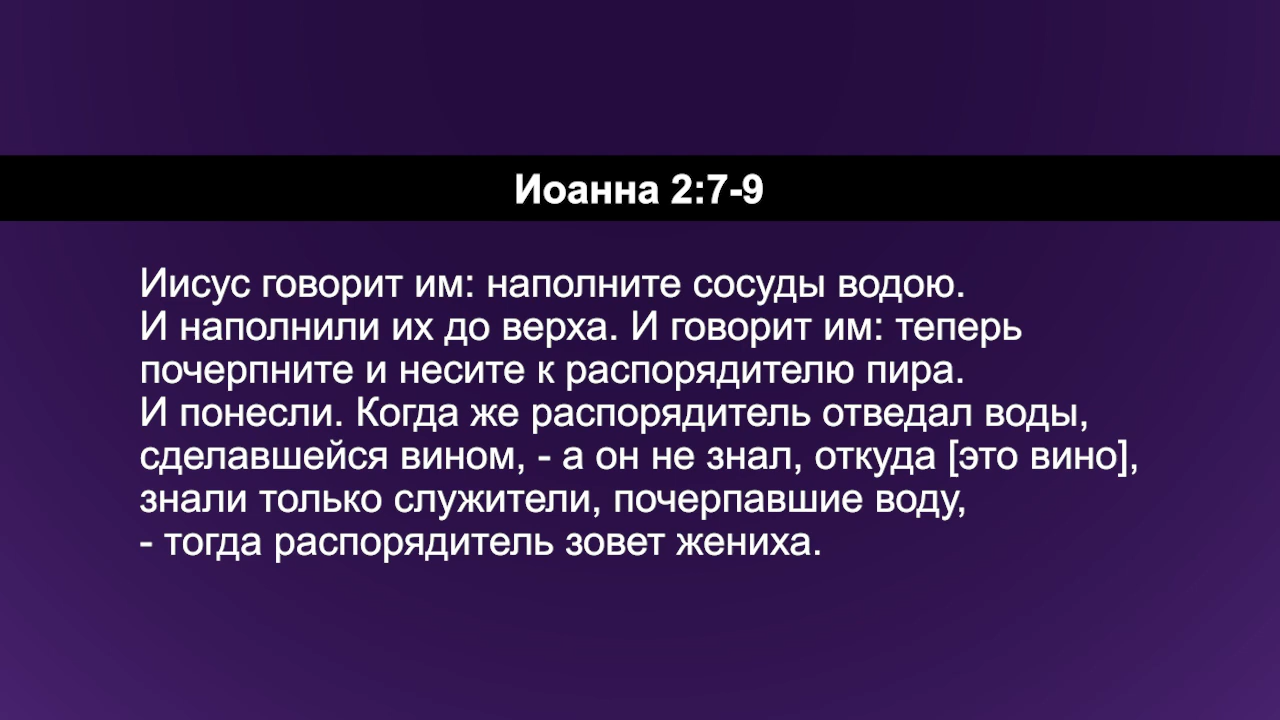 Иоанна 2:7-9
Иисус говорит им: наполните сосуды водою.
И наполнили их до верха. И говорит им: теперь
почерпните и несите к распорядителю пира.
И понесли. Когда же распорядитель отведал воды,
сделавшейся вином, - а он не знал, откуда [это вино],
знали только служители, почерпавшие воду,
- тогда распорядитель зовет жениха.